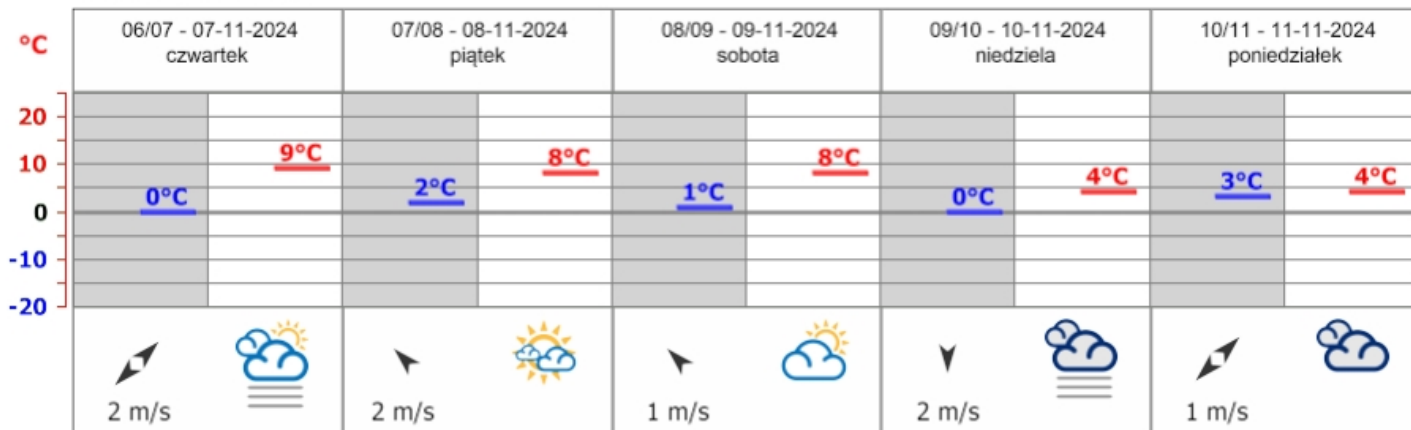 06/07 - 07-11-2024
czwartek
07/08 - 08-11-2024
piątek
08/09 - 09-11-2024
sobota
09/10 - 10-11-2024
niedziela
10/11 - 11-11-2024
poniedziałek
°C
20
10
0
-10
-20
0°C
9°C
2°C
8°C
1°C
8°C
0°C
4°C
3°C
4°C
2 m/s
2 m/s
1 m/s
2 m/s
1 m/s